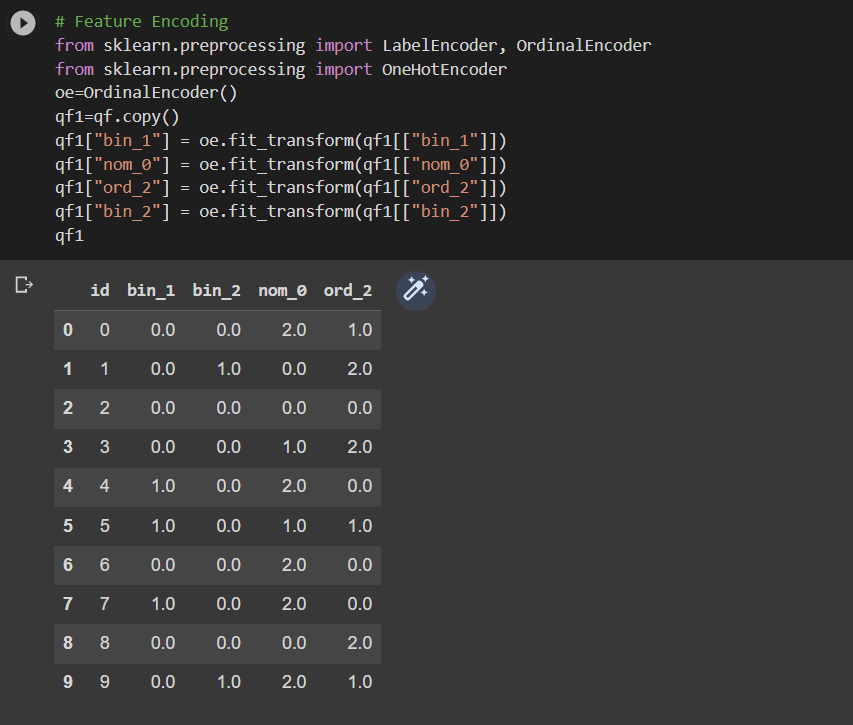 # Feature Encoding
from sklearn.preprocessing import LabelEncoder, OrdinalEncoder
from sklearn.preprocessing import OneHotEncoder
oe=OrdinalEncoder()
qf1=qf.copy()
qf1["bin_1"] = oe.fit_transform(qf1[["bin_1"]])
qf1["nom_0"] = oe.fit_transform(qf1[["nom_0"]])
qf1["ord_2"] = oe.fit_transform(qf1[["ord_2"]])
qf1["bin_2"] = oe.fit_transform(qf1[["bin_2"]])
qf1
id bin_1 bin_2 nom_0 ord_2
0 0 0.0 0.0 2.0 1.0
1 1 0.0 1.0 0.0 2.0
2 2 0.0 0.0 0.0 0.0
3 3 0.0 0.0 1.0 2.0
4 4 1.0 0.0 2.0 0.0
5 5 1.0 0.0 1.0 1.0
6 6 0.0 0.0 2.0 0.0
7 7 1.0 0.0 2.0 0.0
8 8 0.0 0.0 0.0 2.0
9 9 0.0 1.0 2.0 1.0